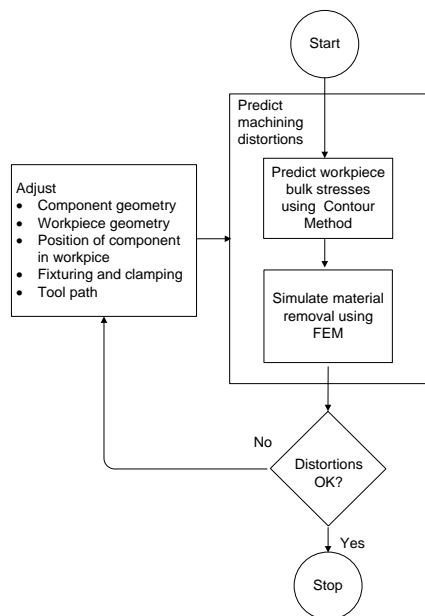 Start
Predict
machining
distortions
Predict workpiece
bulk stresses
using Contour
Method
Adjust
• Component geometry
• Workpiece geometry
• Position of component
in workpice
• Fixturing and clamping
• Tool path
Simulate material
removal using
FEM
No
Distortions
OK?
Yes
Stop